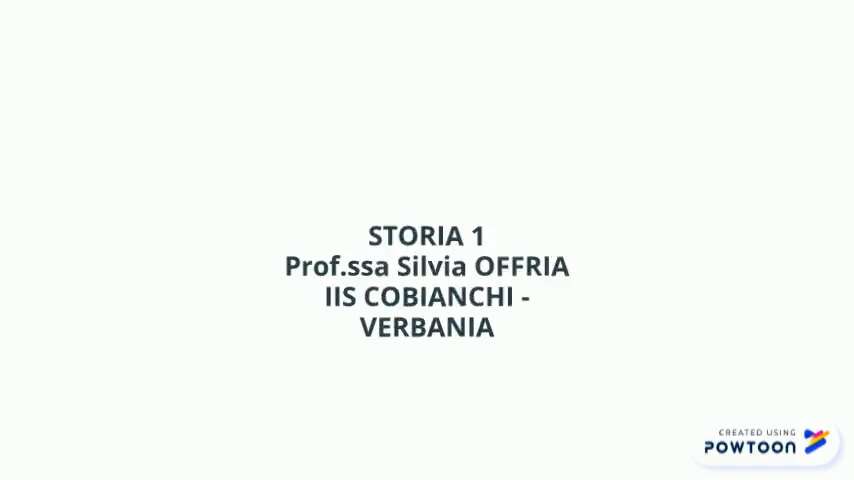 STORIA 1
Prof.ssa Silvia OFFRIA
IIS COBIANCHI -
VERBANIA
CREATED USING
POWTOON